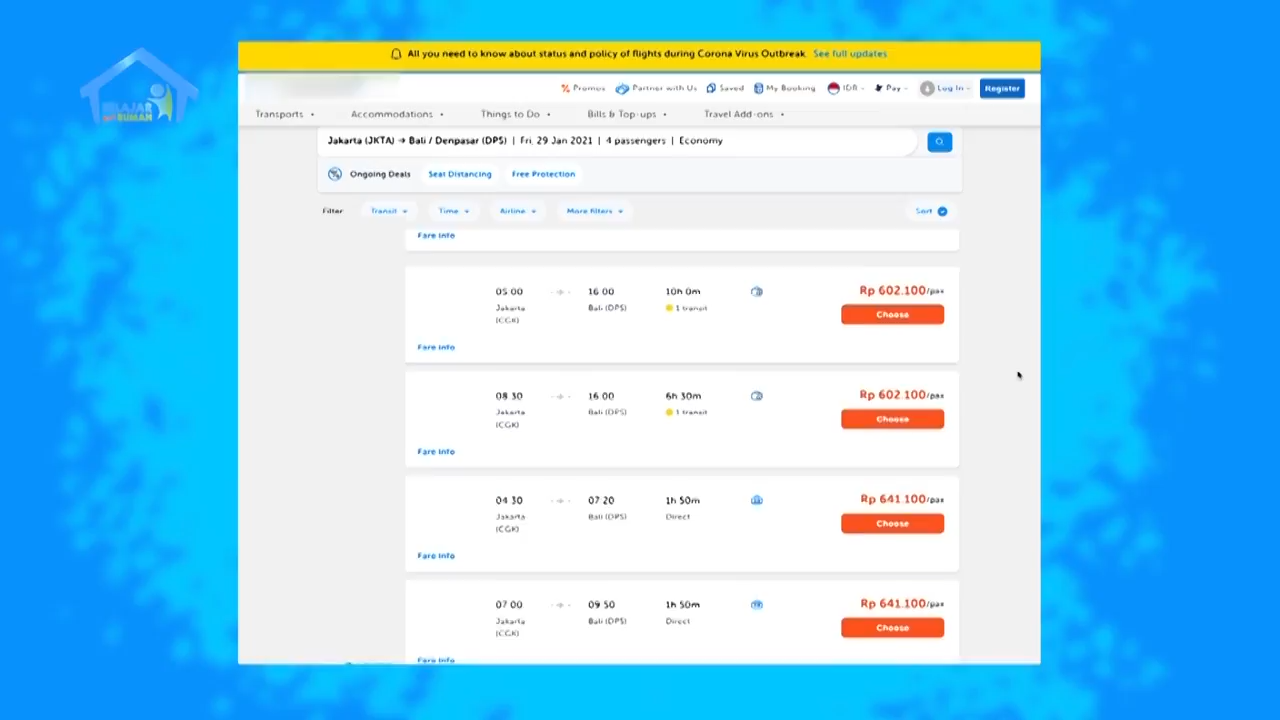 All you need to know about status and policy of flights during Corona Virus Outbreak. See full updates
BELAJAR
DARI RUMAH
Promos Partner with Us Saved My Booking IDR Pay Log In Register
Transports Accommodations Things to Do Bills & Top-ups Travel Add-ons
Jakarta (JKTA) → Bali / Denpasar (DPS) | Fri, 29 Jan 2021 | 4 passengers | Economy
Ongoing Deals Seat Distancing Free Protection
Filter Transit Time Airline More filters Sort
Fare Info
05 00 16 00 10h 0m Rp 602.100/pax
Jakarta Bali (DPS) 1 transit Choose
(CGK)
Fare Info
08 30 16 00 6h 30m Rp 602 100/pax
Jakarta Bali (DPS) 1 transit Choose
(CGK)
Fare Info
04 30 07 20 1h 50m Rp 641 100/pax
Jakarta Bali (DPS) Direct Choose
(CGK)
Fare Info
07 00 09 50 1h 50m Rp 641.100/pax
Jakarta Bali (DPS) Direct Choose
(CGK)
Fare Info